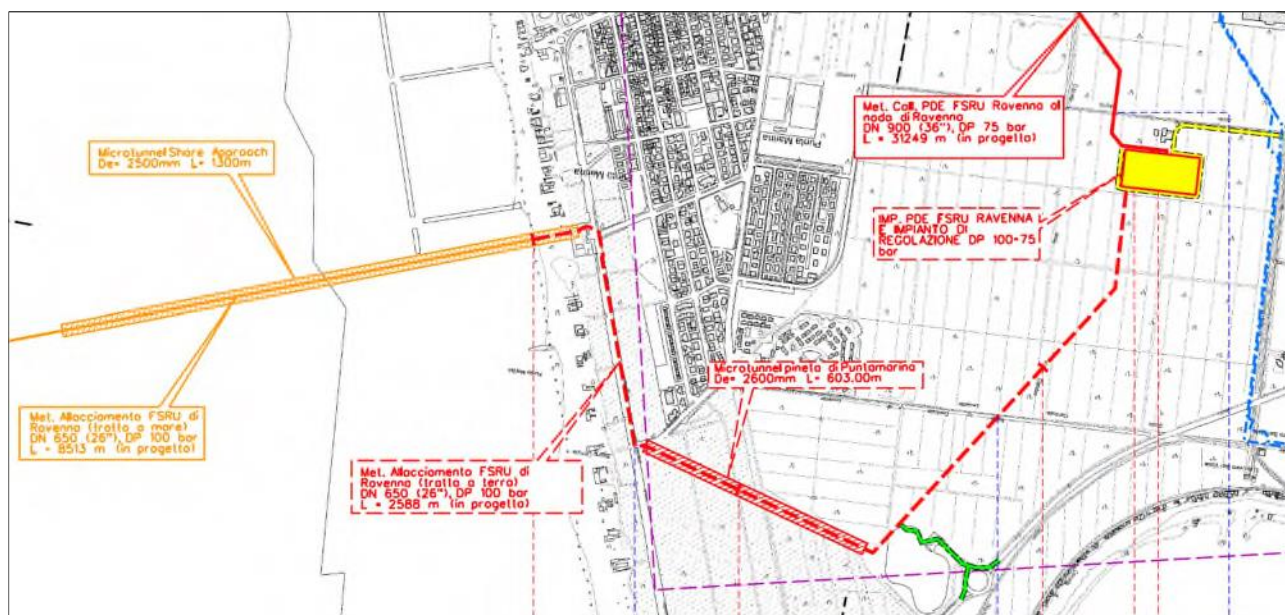 Microtunnel Shore Approach
De= 2500mm L= 1300m
Met. Allacciamento FSRU di
Ravenna (tratto a mare)
DN 650 (26"), DP 100 bar
L = 8513 m (in progetto)
Met. Allacciamento FSRU di
Ravenna (tratto a terra)
DN 650 (26"), DP 100 bar
L = 2588 m (in progetto)
Microtunnel pineta di Puntamarina
De= 2600mm L= 603.00m
Met. Coll. PDE FSRU Ravenna al
nodo di Ravenna
DN 900 (36"), DP 75 bar
L = 31249 m (in progetto)
IMP. PDE FSRU RAVENNA
E IMPIANTO DI
REGOLAZIONE DP 100-75
bar
Punta Marina
Punta Marina